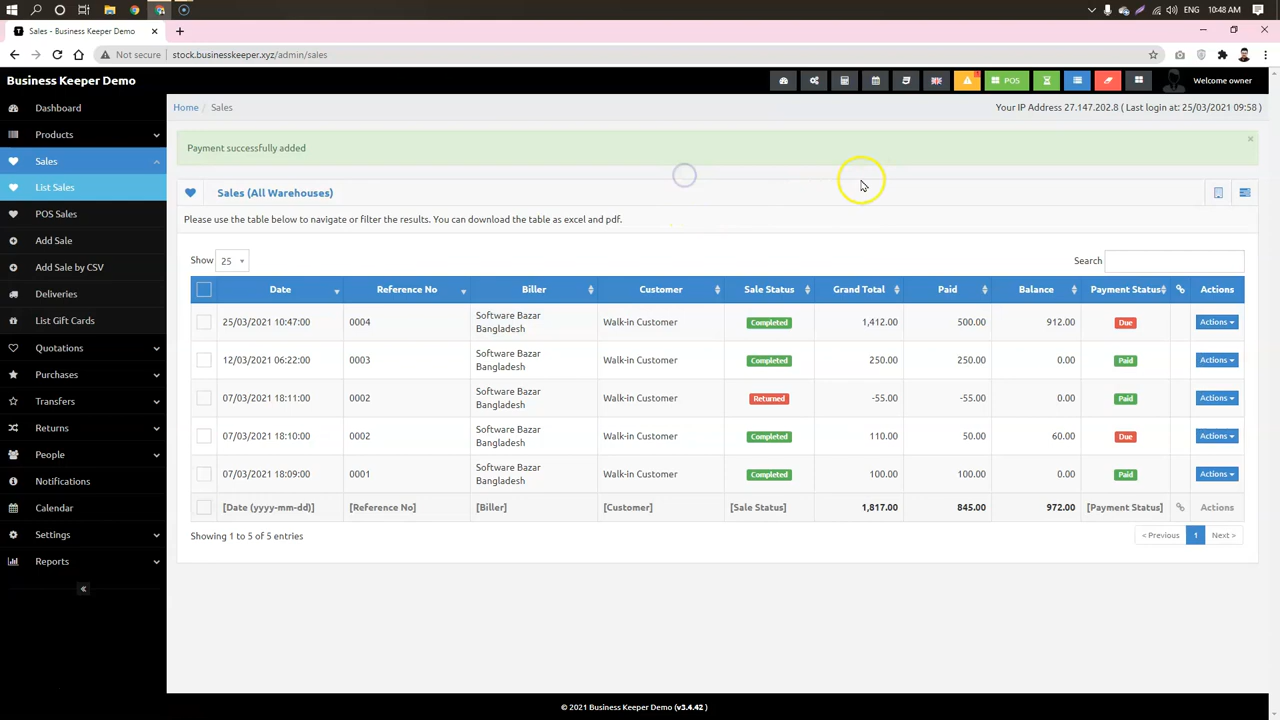 ENG 10:48 AM
Sales - Business Keeper Demo
Not secure stock.businesskeeper.xyz/admin/sales
Business Keeper Demo POS Welcome owner
Dashboard
Products
Sales
List Sales
POS Sales
Add Sale
Add Sale by CSV
Deliveries
List Gift Cards
Quotations
Purchases
Transfers
Returns
People
Notifications
Calendar
Settings
Reports
Home / Sales Your IP Address 27.147.202.8 ( Last login at: 25/03/2021 09:58 )
Payment successfully added ×
Sales (All Warehouses)
Please use the table below to navigate or filter the results. You can download the table as excel and pdf.
Show 25 Search
Date Reference No Biller Customer Sale Status Grand Total Paid Balance Payment Status Actions
25/03/2021 10:47:00 0004 Software Bazar Bangladesh Walk-in Customer Completed 1,412.00 500.00 912.00 Due Actions
12/03/2021 06:22:00 0003 Software Bazar Bangladesh Walk-in Customer Completed 250.00 250.00 0.00 Paid Actions
07/03/2021 18:11:00 0002 Software Bazar Bangladesh Walk-in Customer Returned -55.00 -55.00 0.00 Paid Actions
07/03/2021 18:10:00 0002 Software Bazar Bangladesh Walk-in Customer Completed 110.00 50.00 60.00 Due Actions
07/03/2021 18:09:00 0001 Software Bazar Bangladesh Walk-in Customer Completed 100.00 100.00 0.00 Paid Actions
[Date (yyyy-mm-dd)] [Reference No] [Biller] [Customer] [Sale Status] 1,817.00 845.00 972.00 [Payment Status] Actions
Showing 1 to 5 of 5 entries < Previous 1 Next >
© 2021 Business Keeper Demo (v3.4.42 )